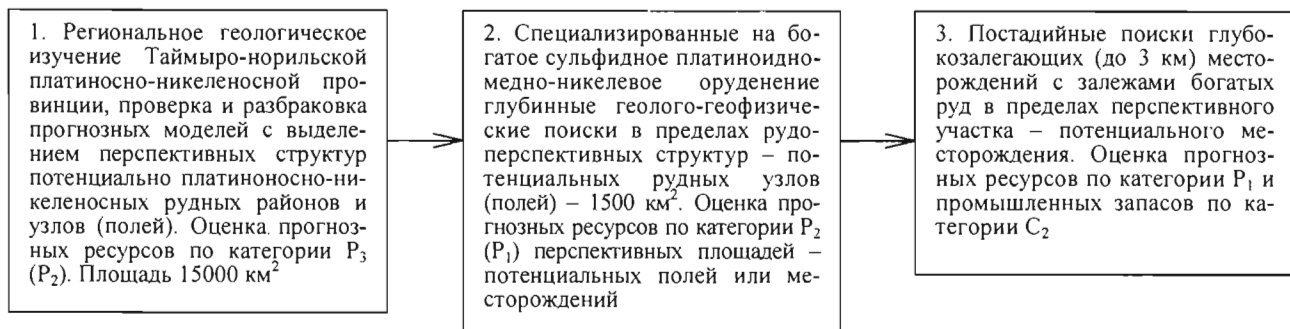 1. Региональное геологическое
изучение Таймыро-норильской
платиносно-никеленосной про-
винции, проверка и разбраковка
прогнозных моделей с выделе-
нием перспективных структур
потенциально платиноносно-ни-
келеносных рудных районов и
узлов (полей). Оценка прогноз-
ных ресурсов по категории P₃
(P₂). Площадь 15000 км²
2. Специализированные на бо-
гатое сульфидное платиноидно-
медно-никелевое оруденение
глубинные геолого-геофизиче-
ские поиски в пределах рудо-
перспективных структур – по-
тенциальных рудных узлов
(полей) – 1500 км². Оценка про-
гнозных ресурсов по категории P₂
(P₁) перспективных площадей –
потенциальных полей или ме-
сторождений
3. Постадийные поиски глубо-
козалегающих (до 3 км) место-
рождений с залежами богатых
руд в пределах перспективного
участка – потенциального ме-
сторождения. Оценка прогноз-
ных ресурсов по категории P₁ и
промышленных запасов по ка-
тегории C₂